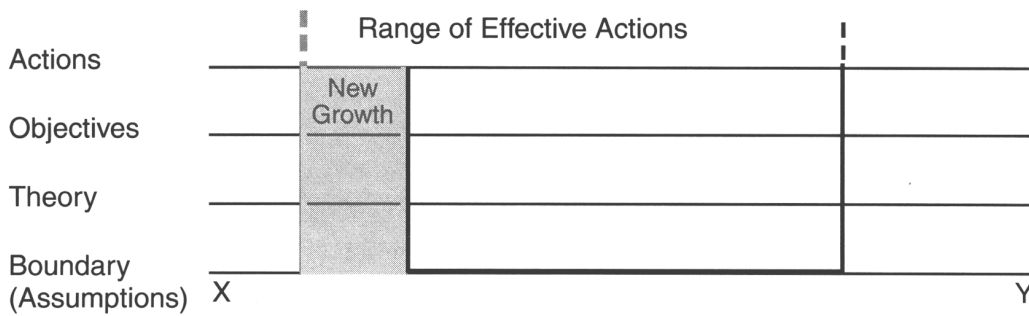 Range of Effective Actions
Actions
New
Growth
Objectives
Theory
Boundary
(Assumptions)
X
Y